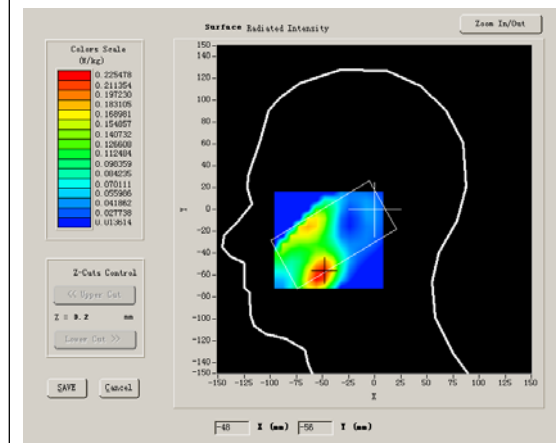 Surface Radiated Intensity
Zoom In/Out
Colors Scale
(W/kg)
0.225478
0.211354
0.197230
0.183105
0.168981
0.154857
0.140732
0.126608
0.112484
0.098359
0.084235
0.070111
0.055986
0.041862
0.027738
0.013614
150
140
120
100
80
60
40
20
0
-20
-40
-60
-80
-100
-120
-140
-150
Y
-150 -125 -100 -75 -50 -25 0 25 50 75 100 125 150
X
Z-Cuts Control
<< Upper Cut
Z = 0.2 mm
Lower Cut >>
SAVE Cancel
-48 X (mm) -56 Y (mm)